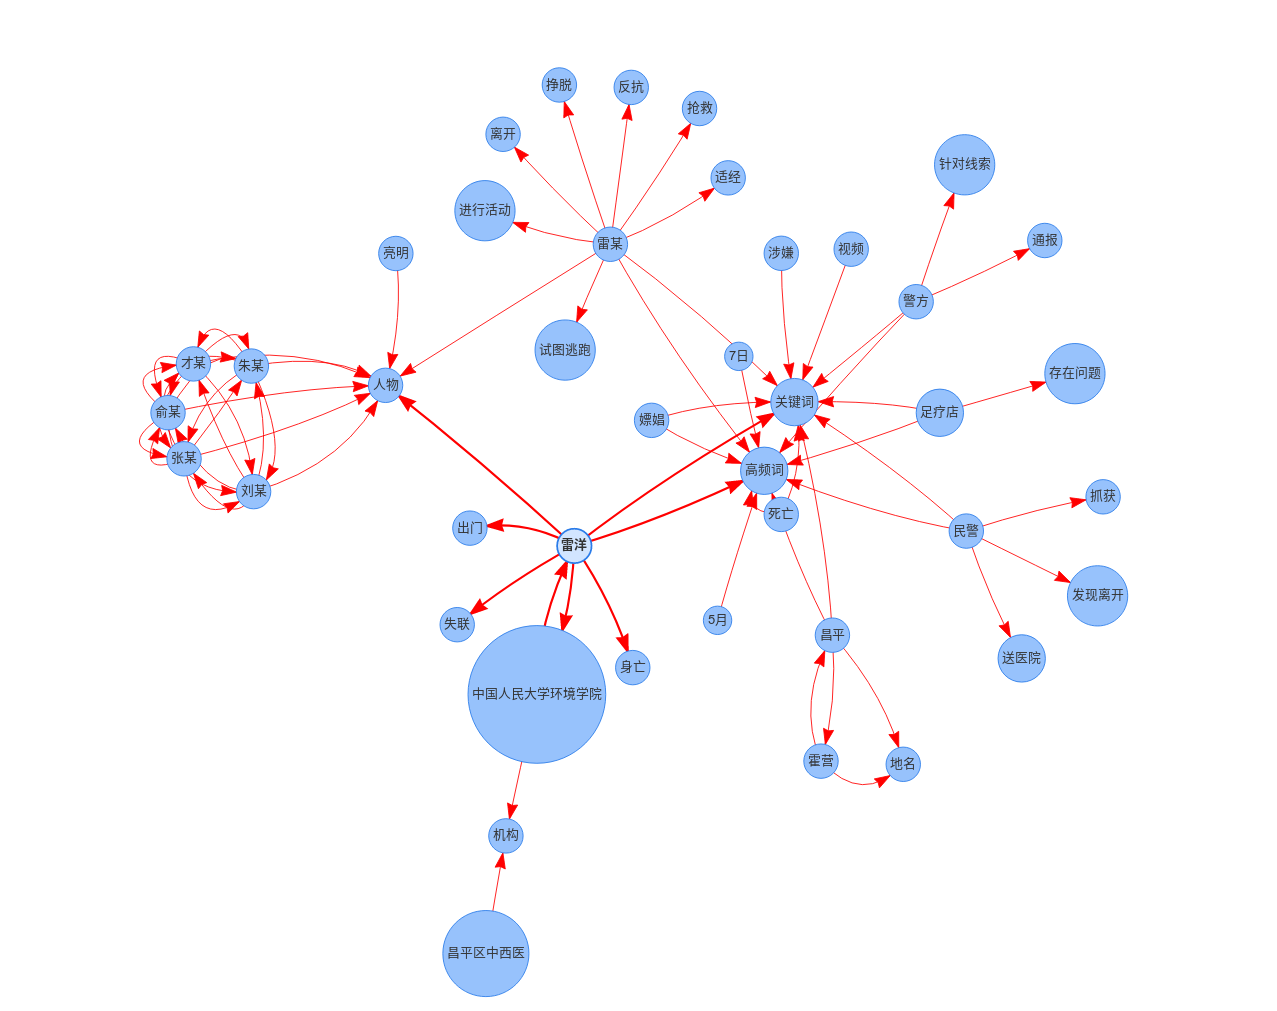 挣脱
反抗
抢救
离开
针对线索
适经
进行活动
通报
雷某
涉嫌
视频
亮明
警方
试图逃跑
7日
才某
朱某
存在问题
人物
关键词
俞某
足疗店
嫖娼
张某
高频词
刘某
抓获
死亡
出门
民警
雷洋
发现离开
5月
失联
昌平
送医院
身亡
中国人民大学环境学院
霍营
地名
机构
昌平区中西医